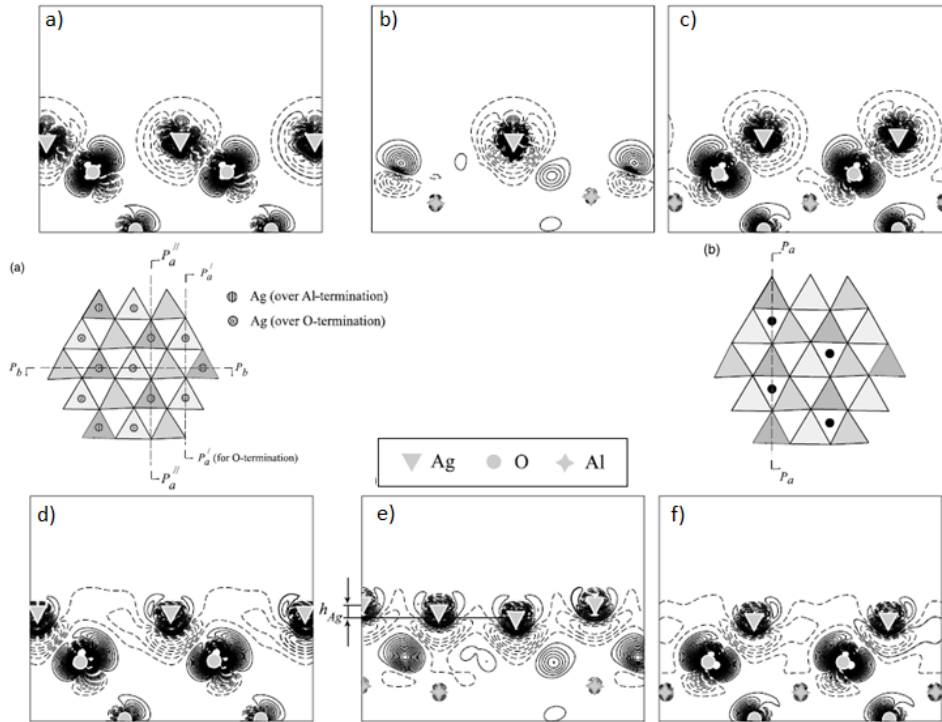 a)
b)
c)
(a)
P_a^//
P_a^/
Ag (over Al-termination)
Ag (over O-termination)
P_b
P_b
P_a^/ (for O-termination)
P_a^//
(b)
P_a
P_a
Ag
O
Al
d)
e)
f)
h_Ag